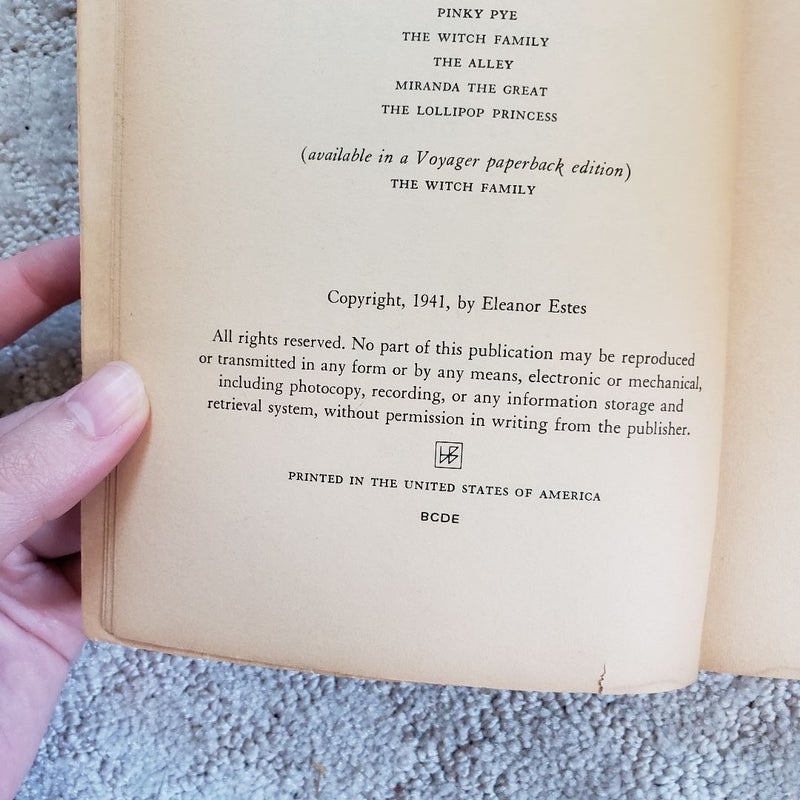 PINKY PYE
THE WITCH FAMILY
THE ALLEY
MIRANDA THE GREAT
THE LOLLIPOP PRINCESS
(available in a Voyager paperback edition)
THE WITCH FAMILY
Copyright, 1941, by Eleanor Estes
All rights reserved. No part of this publication may be reproduced
or transmitted in any form or by any means, electronic or mechanical,
including photocopy, recording, or any information storage and
retrieval system, without permission in writing from the publisher.
HB
PRINTED IN THE UNITED STATES OF AMERICA
BCDE